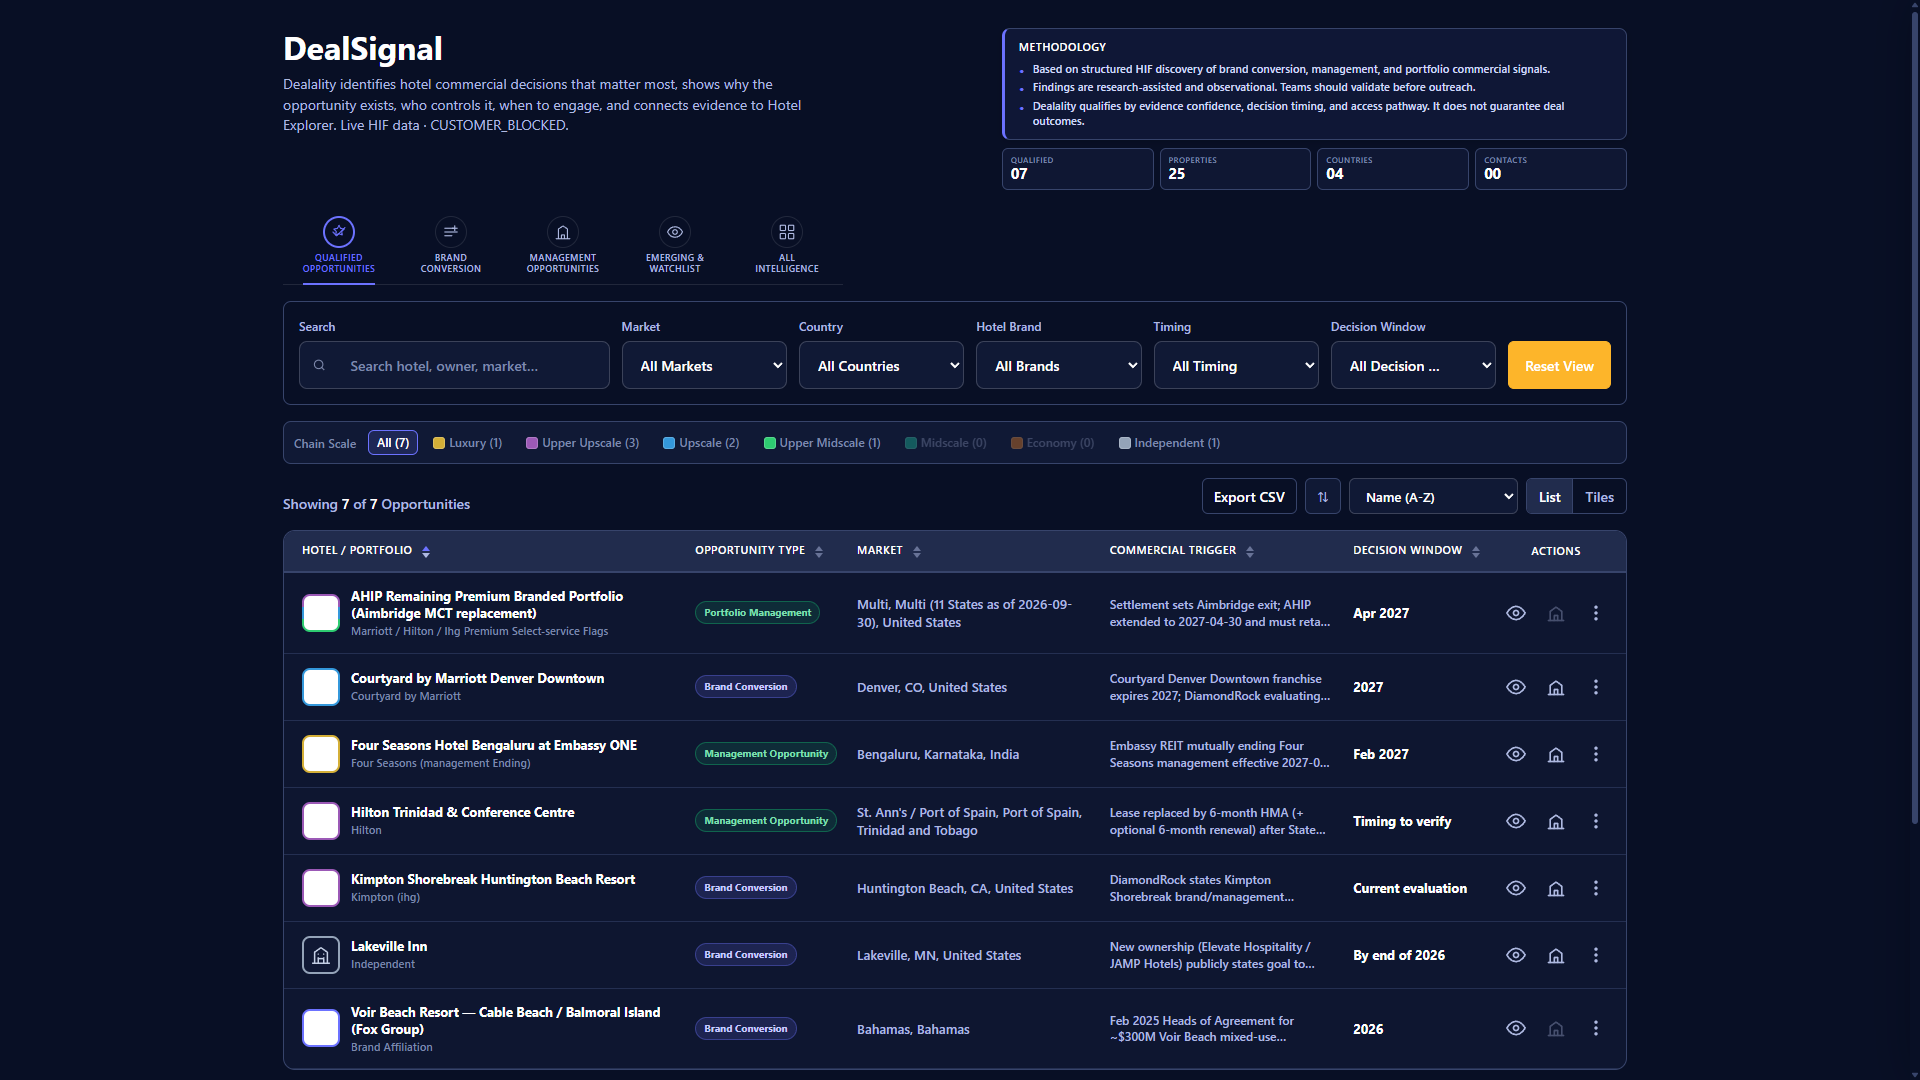 DealSignal
Dealality identifies hotel commercial decisions that matter most, shows why the
opportunity exists, who controls it, when to engage, and connects evidence to Hotel
Explorer. Live HIF data · CUSTOMER_BLOCKED.
METHODOLOGY
• Based on structured HIF discovery of brand conversion, management, and portfolio commercial signals.
• Findings are research-assisted and observational. Teams should validate before outreach.
• Dealality qualifies by evidence confidence, decision timing, and access pathway. It does not guarantee deal
outcomes.
QUALIFIED
07
PROPERTIES
25
COUNTRIES
04
CONTACTS
00
QUALIFIED
OPPORTUNITIES
BRAND
CONVERSION
MANAGEMENT
OPPORTUNITIES
EMERGING &
WATCHLIST
ALL
INTELLIGENCE
Search
Search hotel, owner, market...
Market
All Markets
Country
All Countries
Hotel Brand
All Brands
Timing
All Timing
Decision Window
All Decision ...
Reset View
Chain Scale All (7) Luxury (1) Upper Upscale (3) Upscale (2) Upper Midscale (1) Midscale (0) Economy (0) Independent (1)
Showing 7 of 7 Opportunities
Export CSV
Name (A-Z)
List Tiles
HOTEL / PORTFOLIO OPPORTUNITY TYPE MARKET COMMERCIAL TRIGGER DECISION WINDOW ACTIONS
AHIP Remaining Premium Branded Portfolio
(Aimbridge MCT replacement)
Marriott / Hilton / Ihg Premium Select-service Flags
Portfolio Management
Multi, Multi (11 States as of 2026-09-
30), United States
Settlement sets Aimbridge exit; AHIP
extended to 2027-04-30 and must reta...
Apr 2027
Courtyard by Marriott Denver Downtown
Courtyard by Marriott
Brand Conversion
Denver, CO, United States
Courtyard Denver Downtown franchise
expires 2027; DiamondRock evaluating...
2027
Four Seasons Hotel Bengaluru at Embassy ONE
Four Seasons (management Ending)
Management Opportunity
Bengaluru, Karnataka, India
Embassy REIT mutually ending Four
Seasons management effective 2027-0...
Feb 2027
Hilton Trinidad & Conference Centre
Hilton
Management Opportunity
St. Ann's / Port of Spain, Port of Spain,
Trinidad and Tobago
Lease replaced by 6-month HMA (+
optional 6-month renewal) after State...
Timing to verify
Kimpton Shorebreak Huntington Beach Resort
Kimpton (ihg)
Brand Conversion
Huntington Beach, CA, United States
DiamondRock states Kimpton
Shorebreak brand/management...
Current evaluation
Lakeville Inn
Independent
Brand Conversion
Lakeville, MN, United States
New ownership (Elevate Hospitality /
JAMP Hotels) publicly states goal to...
By end of 2026
Voir Beach Resort — Cable Beach / Balmoral Island
(Fox Group)
Brand Affiliation
Brand Conversion
Bahamas, Bahamas
Feb 2025 Heads of Agreement for
~$300M Voir Beach mixed-use...
2026